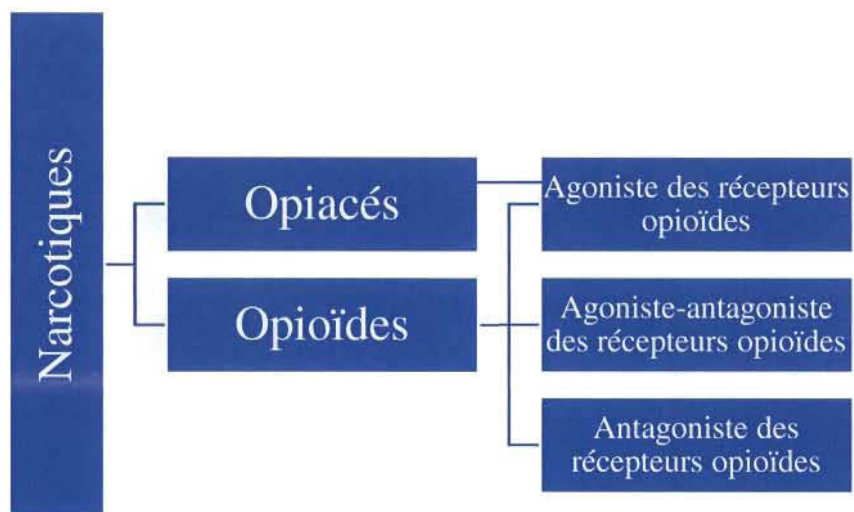 Narcotiques
Opiacés
Opioïdes
Agoniste des récepteurs
opioïdes
Agoniste-antagoniste
des récepteurs opioïdes
Antagoniste des
récepteurs opioïdes